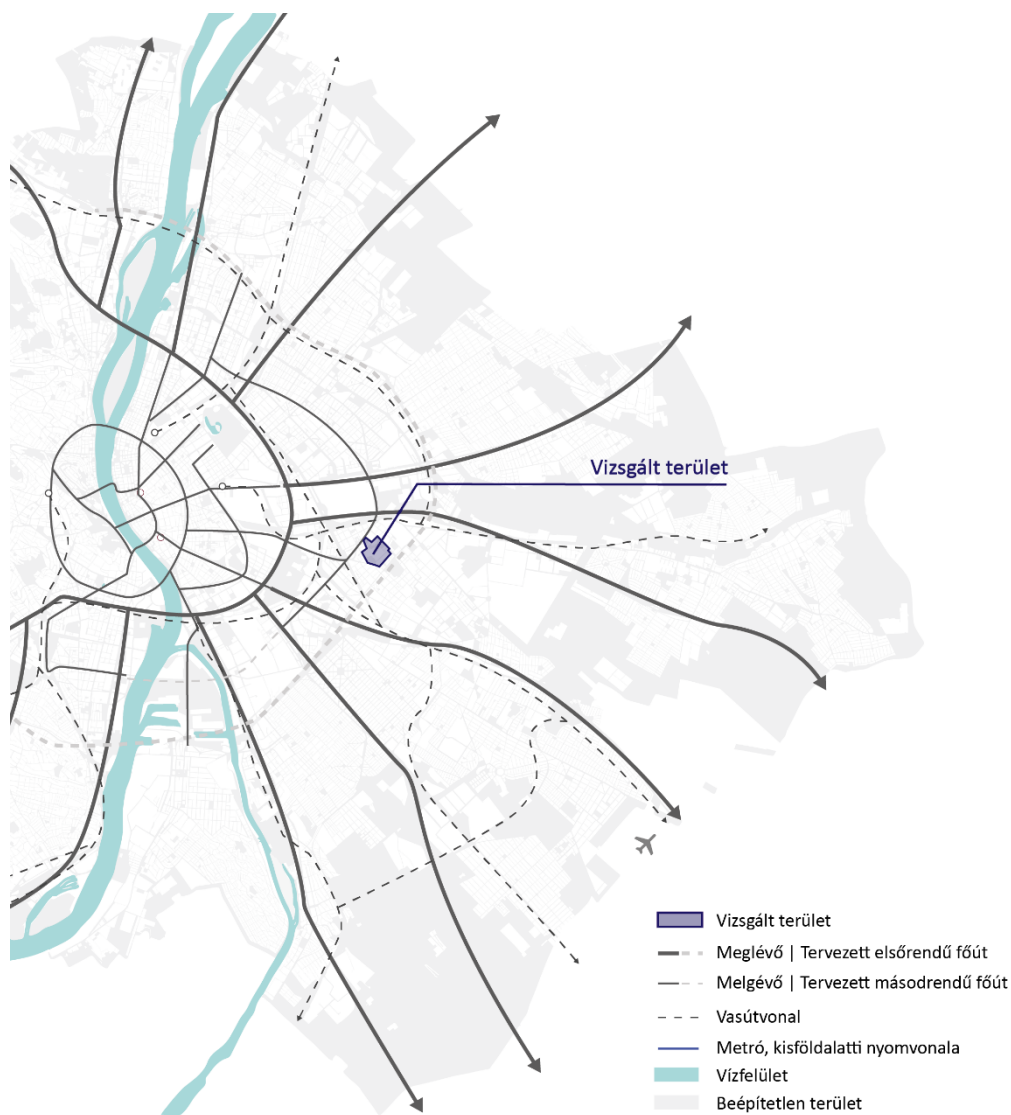 Vizsgált terület
Vizsgált terület
Meglévő | Tervezett elsőrendű főút
Melgévő | Tervezett másodrendű főút
Vasútvonal
Metró, kisföldalatti nyomvonala
Vízfelület
Beépítetlen terület